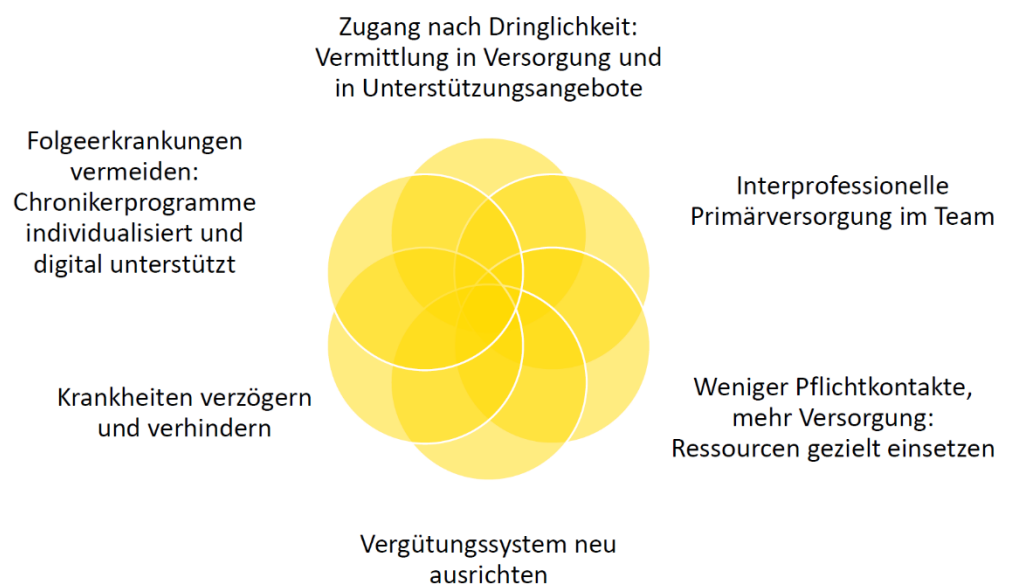 Zugang nach Dringlichkeit:
Vermittlung in Versorgung und
in Unterstützungsangebote
Folgeerkrankungen
vermeiden:
Chronikerprogramme
individualisiert und
digital unterstützt
Interprofessionelle
Primärversorgung im Team
Krankheiten verzögern
und verhindern
Weniger Pflichtkontakte,
mehr Versorgung:
Ressourcen gezielt einsetzen
Vergütungssystem neu
ausrichten